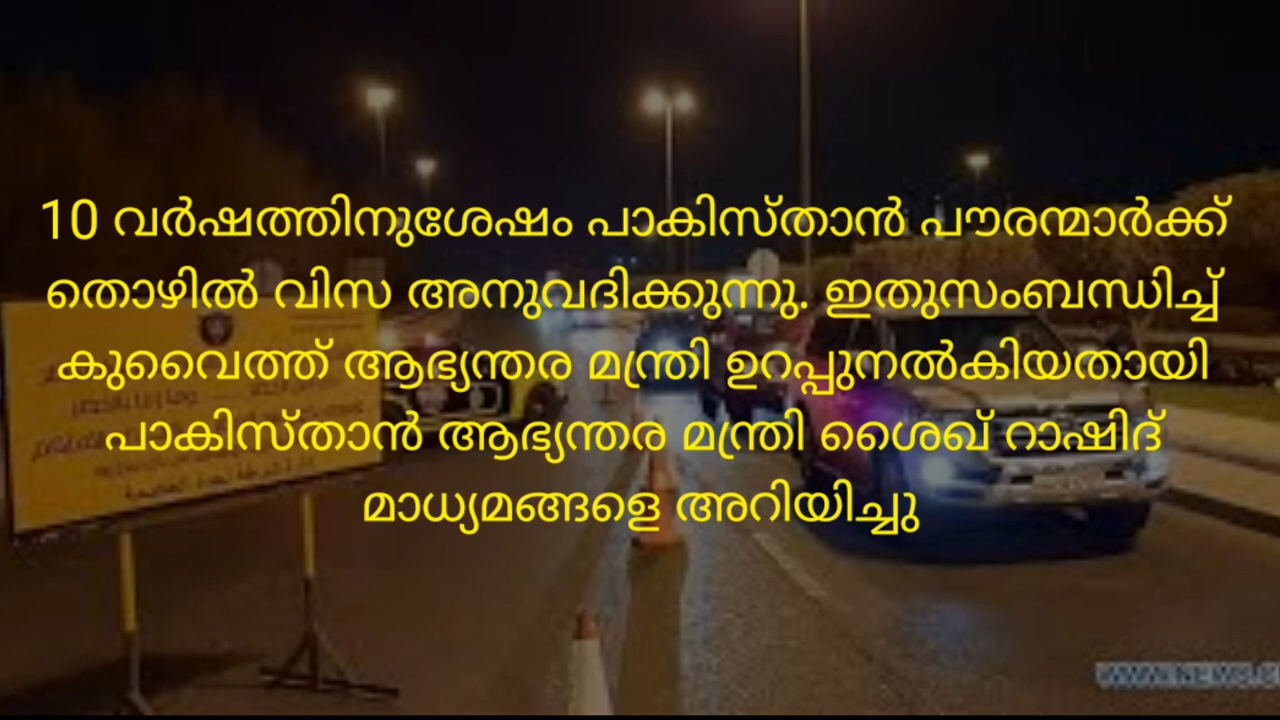 10 വർഷത്തിനുശേഷം പാകിസ്താൻ പൗരന്മാർക്ക്
തൊഴിൽ വിസ അനുവദിക്കുന്നു. ഇതുസംബന്ധിച്ച്
കുവൈത്ത് ആഭ്യന്തര മന്ത്രി ഉറപ്പുനൽകിയതായി
പാകിസ്താൻ ആഭ്യന്തര മന്ത്രി ശൈഖ് റാഷിദ്
മാധ്യമങ്ങളെ അറിയിച്ചു